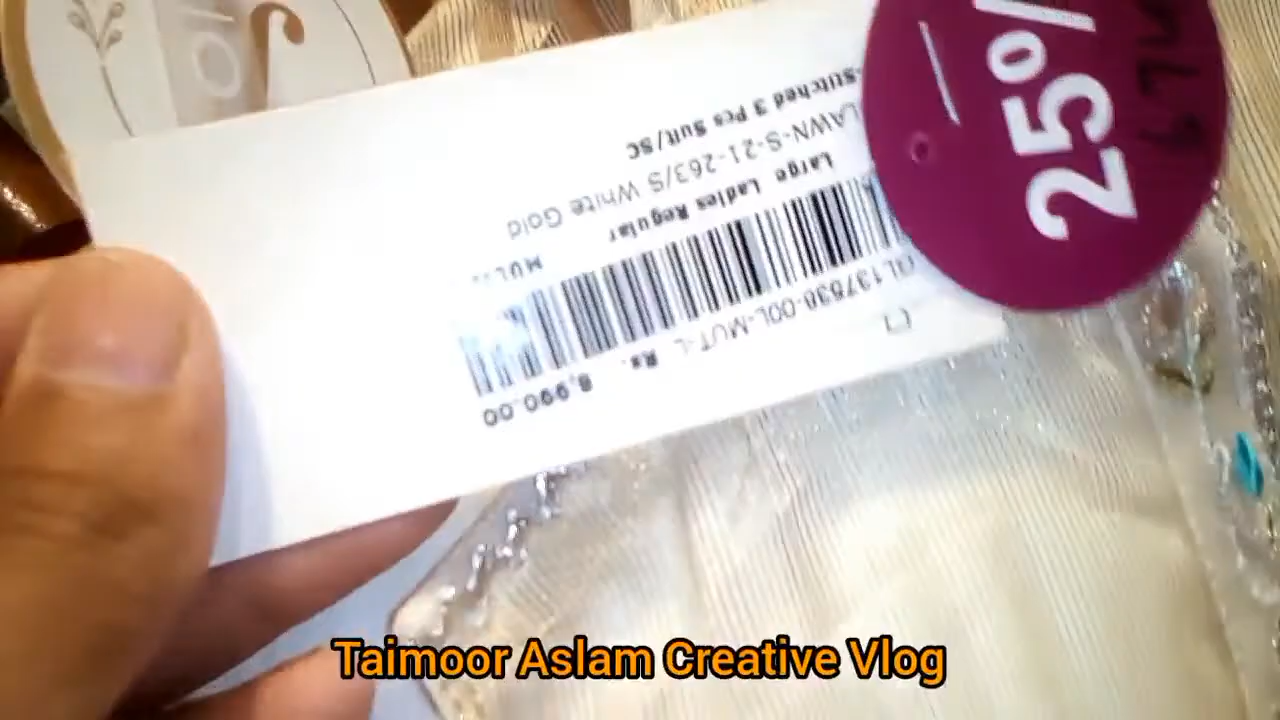 25%
-Stitched 3 Pcs Suit/SC
LAWN-S-21-263/S White Gold
Large Ladies Regular
MUL..
AL137630-00L-MUT-L Rs. 8,990.00
Taimoor Aslam Creative Vlog